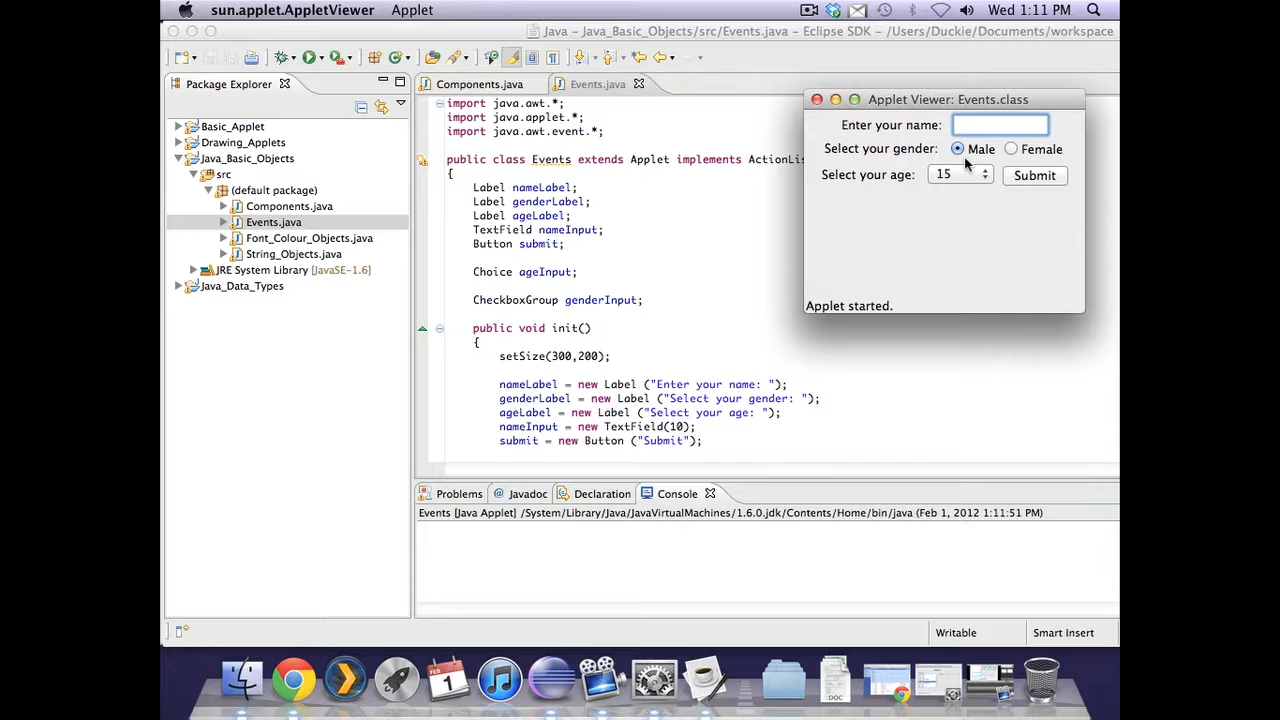 sun.applet.AppletViewer Applet
Wed 1:11 PM
Java – Java_Basic_Objects/src/Events.java – Eclipse SDK – /Users/Duckie/Documents/workspace
Package Explorer
Basic_Applet
Drawing_Applets
Java_Basic_Objects
src
(default package)
Components.java
Events.java
Font_Colour_Objects.java
String_Objects.java
JRE System Library [JavaSE-1.6]
Java_Data_Types
Components.java
Events.java
import java.awt.*;
import java.applet.*;
import java.awt.event.*;
public class Events extends Applet implements ActionLis
{
Label nameLabel;
Label genderLabel;
Label ageLabel;
TextField nameInput;
Button submit;
Choice ageInput;
CheckboxGroup genderInput;
public void init()
{
setSize(300,200);
nameLabel = new Label ("Enter your name: ");
genderLabel = new Label ("Select your gender: ");
ageLabel = new Label ("Select your age: ");
nameInput = new TextField(10);
submit = new Button ("Submit");
Applet Viewer: Events.class
Enter your name:
Select your gender: Male Female
Select your age: 15 Submit
Applet started.
Problems @ Javadoc Declaration Console
Events [Java Applet] /System/Library/Java/JavaVirtualMachines/1.6.0.jdk/Contents/Home/bin/java (Feb 1, 2012 1:11:51 PM)
Writable Smart Insert
1
DOC